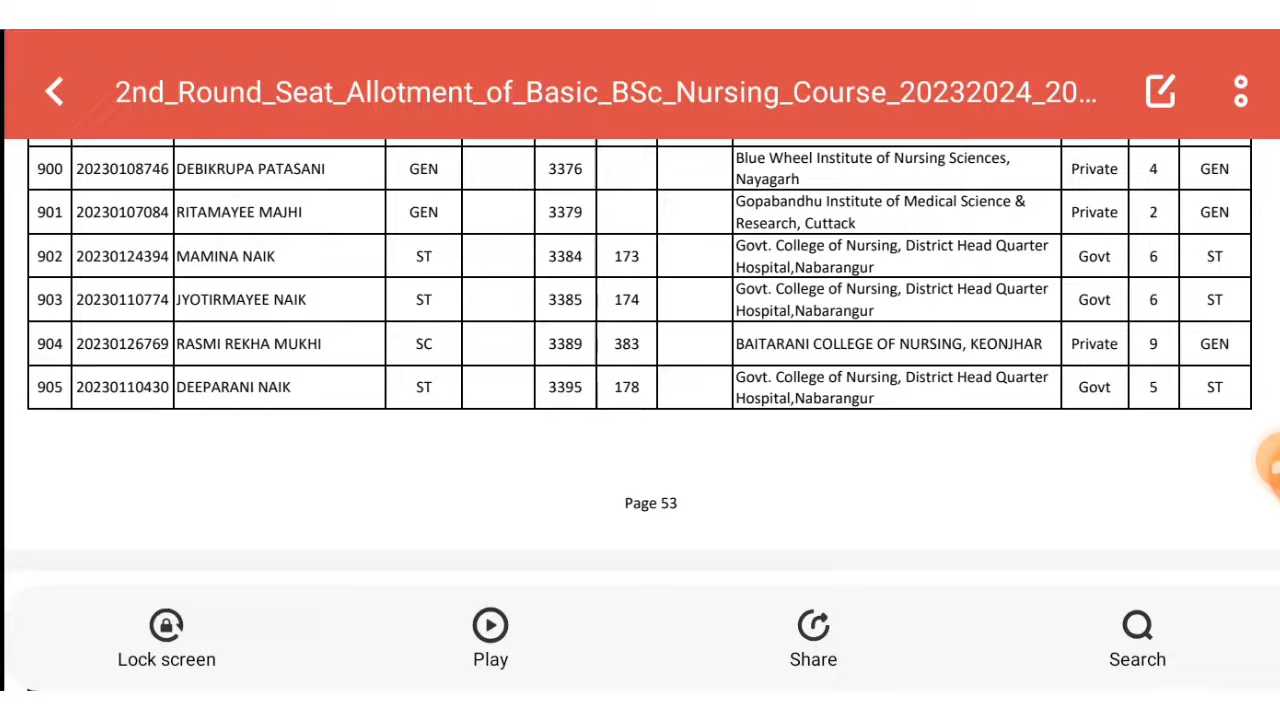 2nd_Round_Seat_Allotment_of_Basic_BSc_Nursing_Course_20232024_20...
900 20230108746 DEBIKRUPA PATASANI GEN 3376 Blue Wheel Institute of Nursing Sciences, Nayagarh Private 4 GEN
901 20230107084 RITAMAYEE MAJHI GEN 3379 Gopabandhu Institute of Medical Science & Research, Cuttack Private 2 GEN
902 20230124394 MAMINA NAIK ST 3384 173 Govt. College of Nursing, District Head Quarter Hospital,Nabarangur Govt 6 ST
903 20230110774 JYOTIRMAYEE NAIK ST 3385 174 Govt. College of Nursing, District Head Quarter Hospital,Nabarangur Govt 6 ST
904 20230126769 RASMI REKHA MUKHI SC 3389 383 BAITARANI COLLEGE OF NURSING, KEONJHAR Private 9 GEN
905 20230110430 DEEPARANI NAIK ST 3395 178 Govt. College of Nursing, District Head Quarter Hospital,Nabarangur Govt 5 ST
Page 53
Lock screen Play Share Search